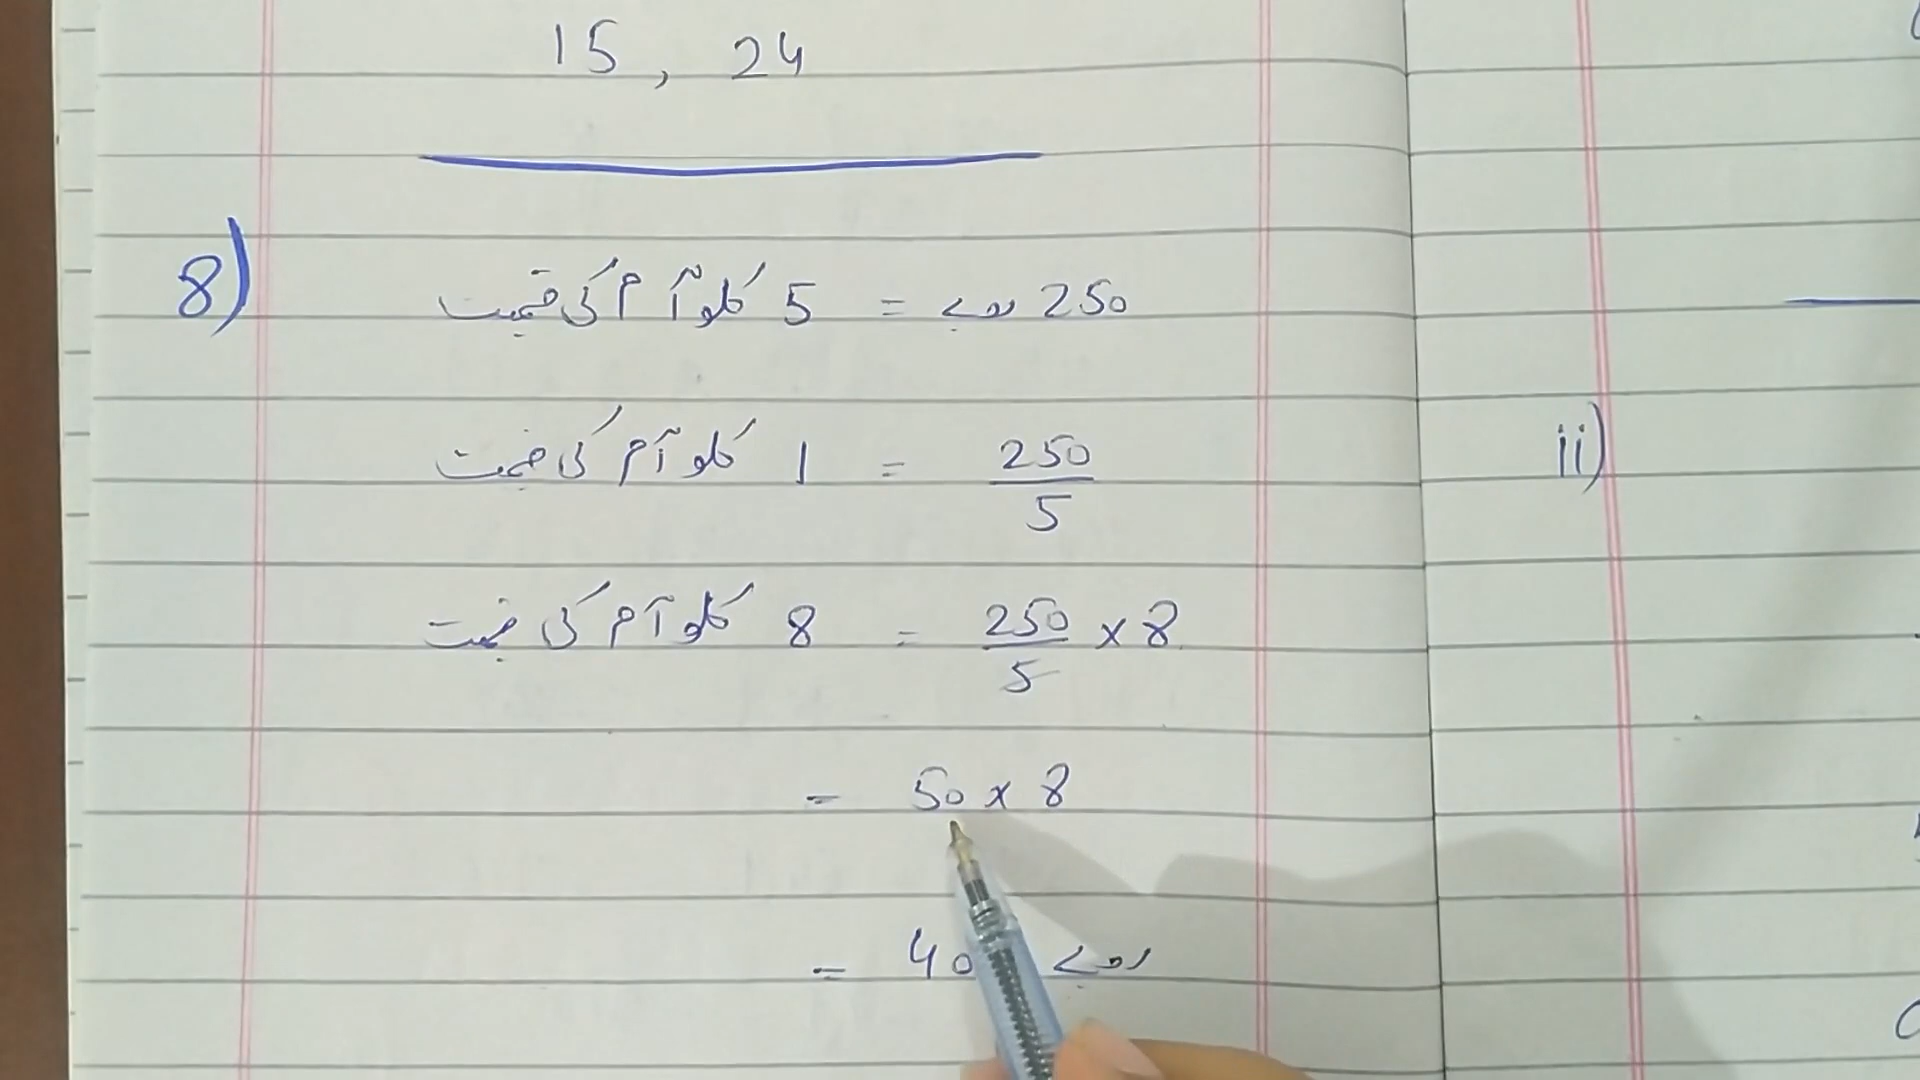 15, 24
8) 5 کلو آم کی قیمت = 250 روپے
1 کلو آم کی قیمت = 250/5
8 کلو آم کی قیمت = 250/5 × 8
= 50 × 8
= 40 روپے
ii)